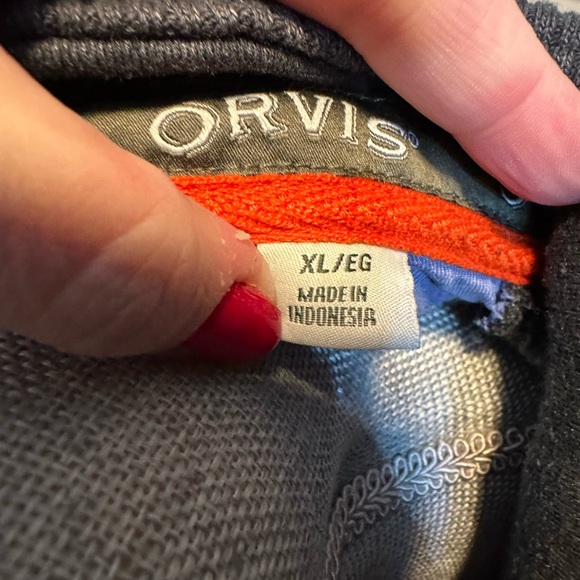 ORVIS
XL/EG
MADE IN
INDONESIA